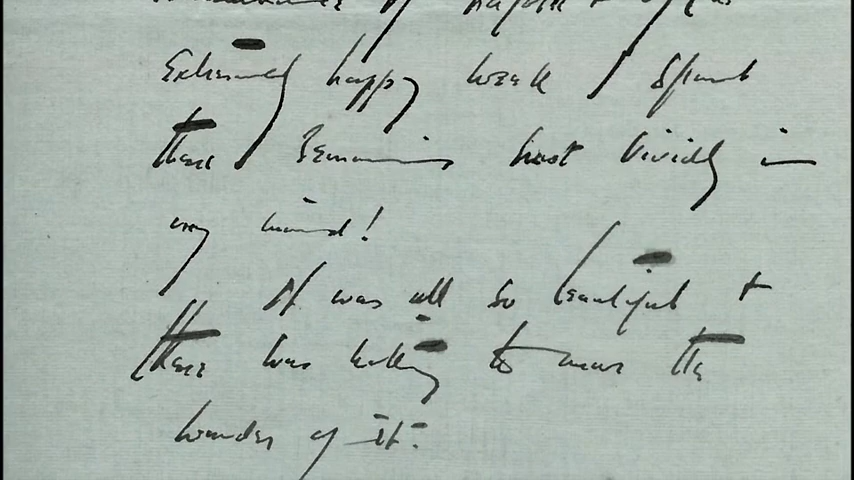 of
Extremely happy week I spent
there remains most vividly in
my mind!
It was all so beautiful +
there was nothing to mar the
wonder of it.